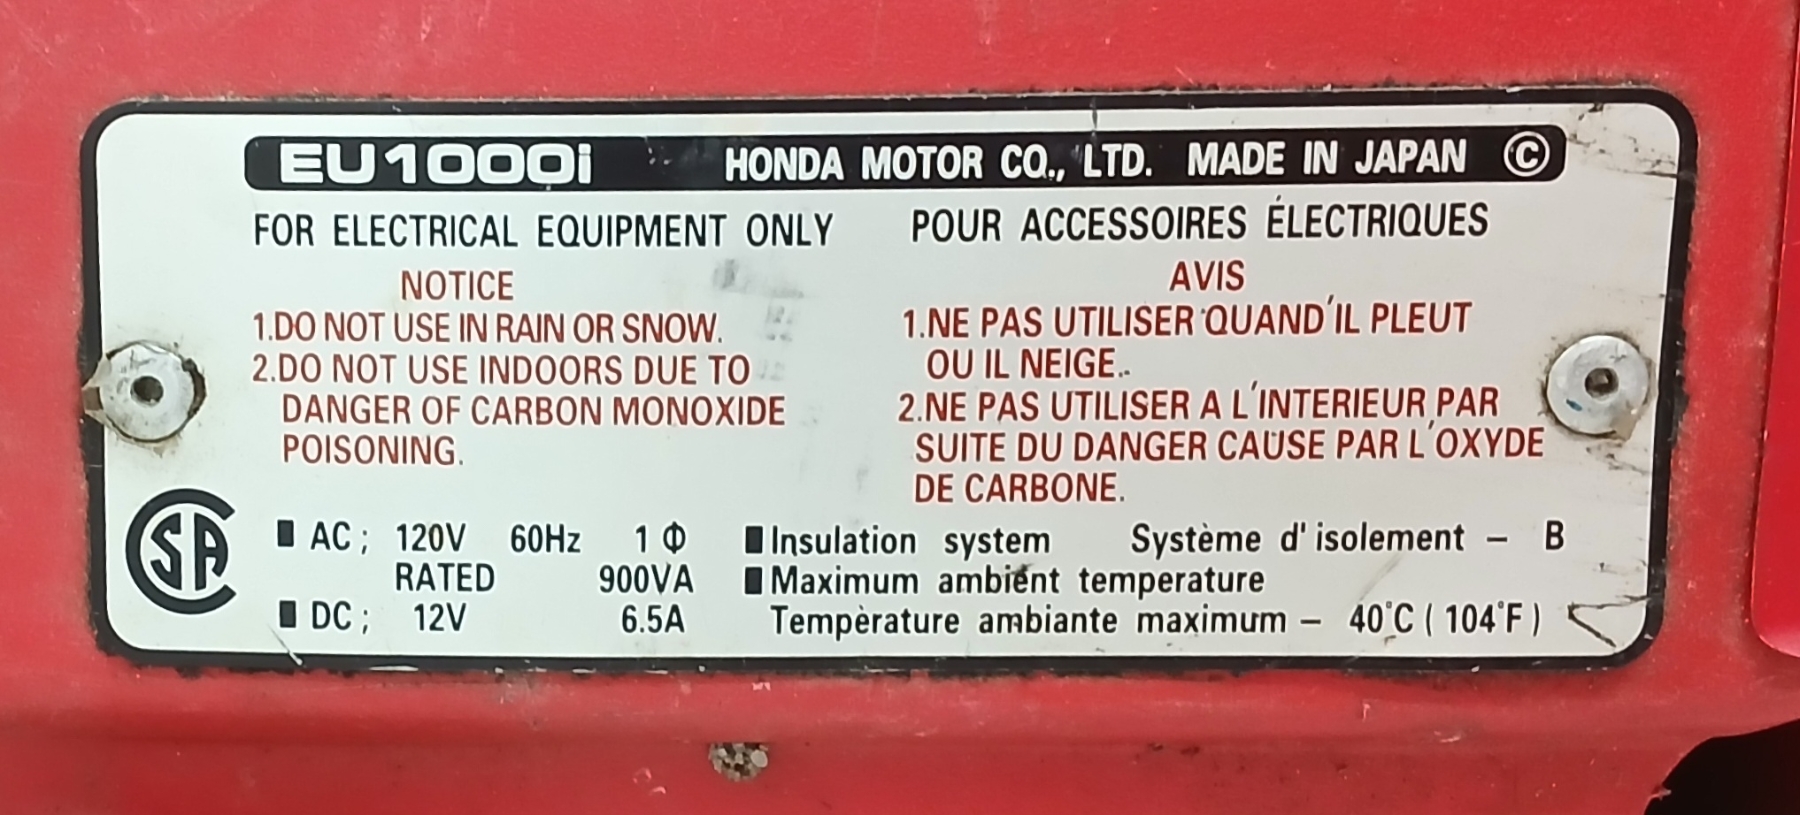 EU1000i HONDA MOTOR CO., LTD. MADE IN JAPAN ©
FOR ELECTRICAL EQUIPMENT ONLY
NOTICE
1.DO NOT USE IN RAIN OR SNOW.
2.DO NOT USE INDOORS DUE TO
DANGER OF CARBON MONOXIDE
POISONING.
POUR ACCESSOIRES ÉLECTRIQUES
AVIS
1.NE PAS UTILISER QUAND'IL PLEUT
OU IL NEIGE.
2.NE PAS UTILISER A L'INTERIEUR PAR
SUITE DU DANGER CAUSE PAR L'OXYDE
DE CARBONE.
SA
■ AC; 120V 60Hz 1 Φ
RATED 900VA
■ DC; 12V 6.5A
■ Insulation system Système d'isolement – B
■ Maximum ambient temperature
Tempèrature ambiante maximum – 40°C ( 104°F )